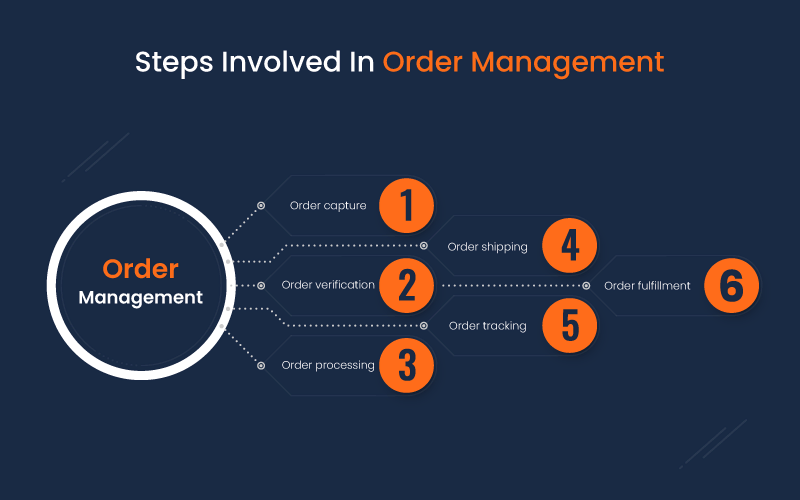 Steps Involved In Order Management
Order
Management
Order capture 1
Order verification 2
Order processing 3
Order shipping 4
Order tracking 5
Order fulfillment 6